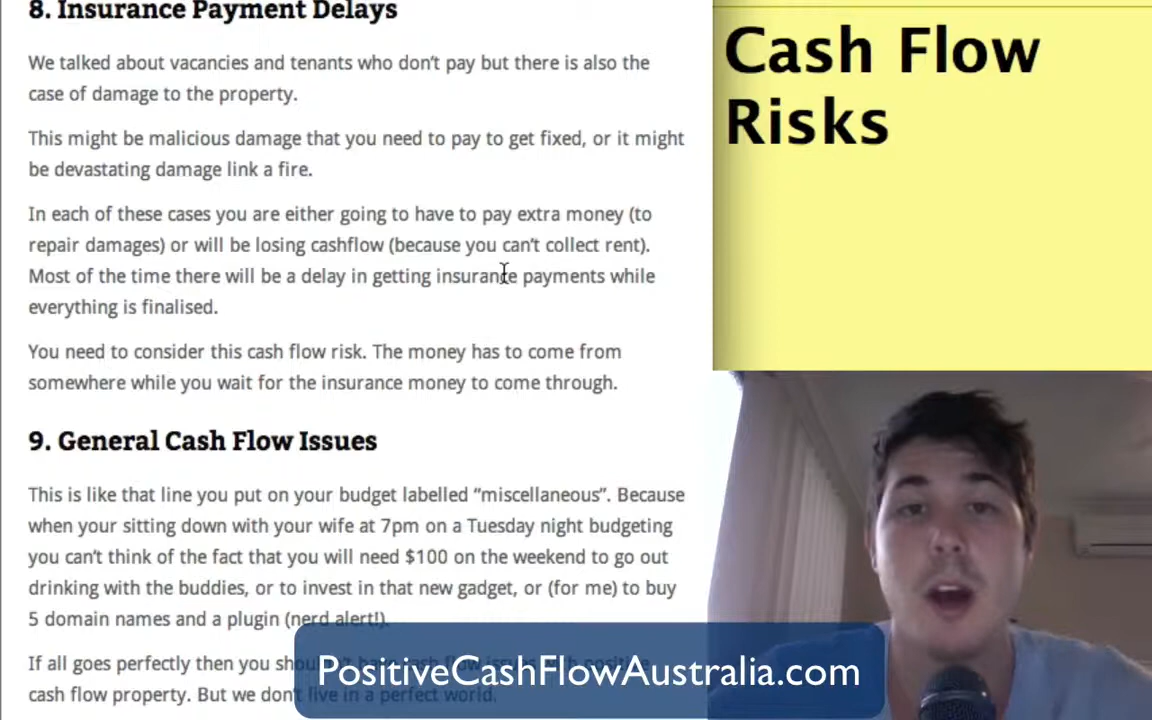 8. Insurance Payment Delays
We talked about vacancies and tenants who don't pay but there is also the
case of damage to the property.
This might be malicious damage that you need to pay to get fixed, or it might
be devastating damage link a fire.
In each of these cases you are either going to have to pay extra money (to
repair damages) or will be losing cashflow (because you can't collect rent).
Most of the time there will be a delay in getting insurance payments while
everything is finalised.
You need to consider this cash flow risk. The money has to come from
somewhere while you wait for the insurance money to come through.
9. General Cash Flow Issues
This is like that line you put on your budget labelled “miscellaneous”. Because
when your sitting down with your wife at 7pm on a Tuesday night budgeting
you can't think of the fact that you will need $100 on the weekend to go out
drinking with the buddies, or to invest in that new gadget, or (for me) to buy
5 domain names and a plugin (nerd alert!).
If all goes perfectly then you
cash flow property. But we don't live in a perfect world.
Cash Flow
Risks
PositiveCashFlowAustralia.com